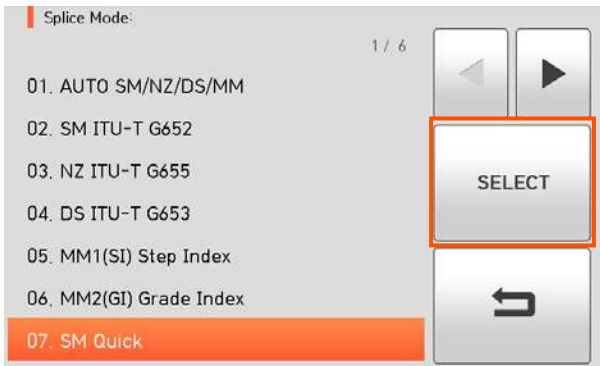 Splice Mode:
1 / 6
01. AUTO SM/NZ/DS/MM
02. SM ITU-T G652
03. NZ ITU-T G655
04. DS ITU-T G653
05. MM1(SI) Step Index
06. MM2(GI) Grade Index
07. SM Quick
SELECT